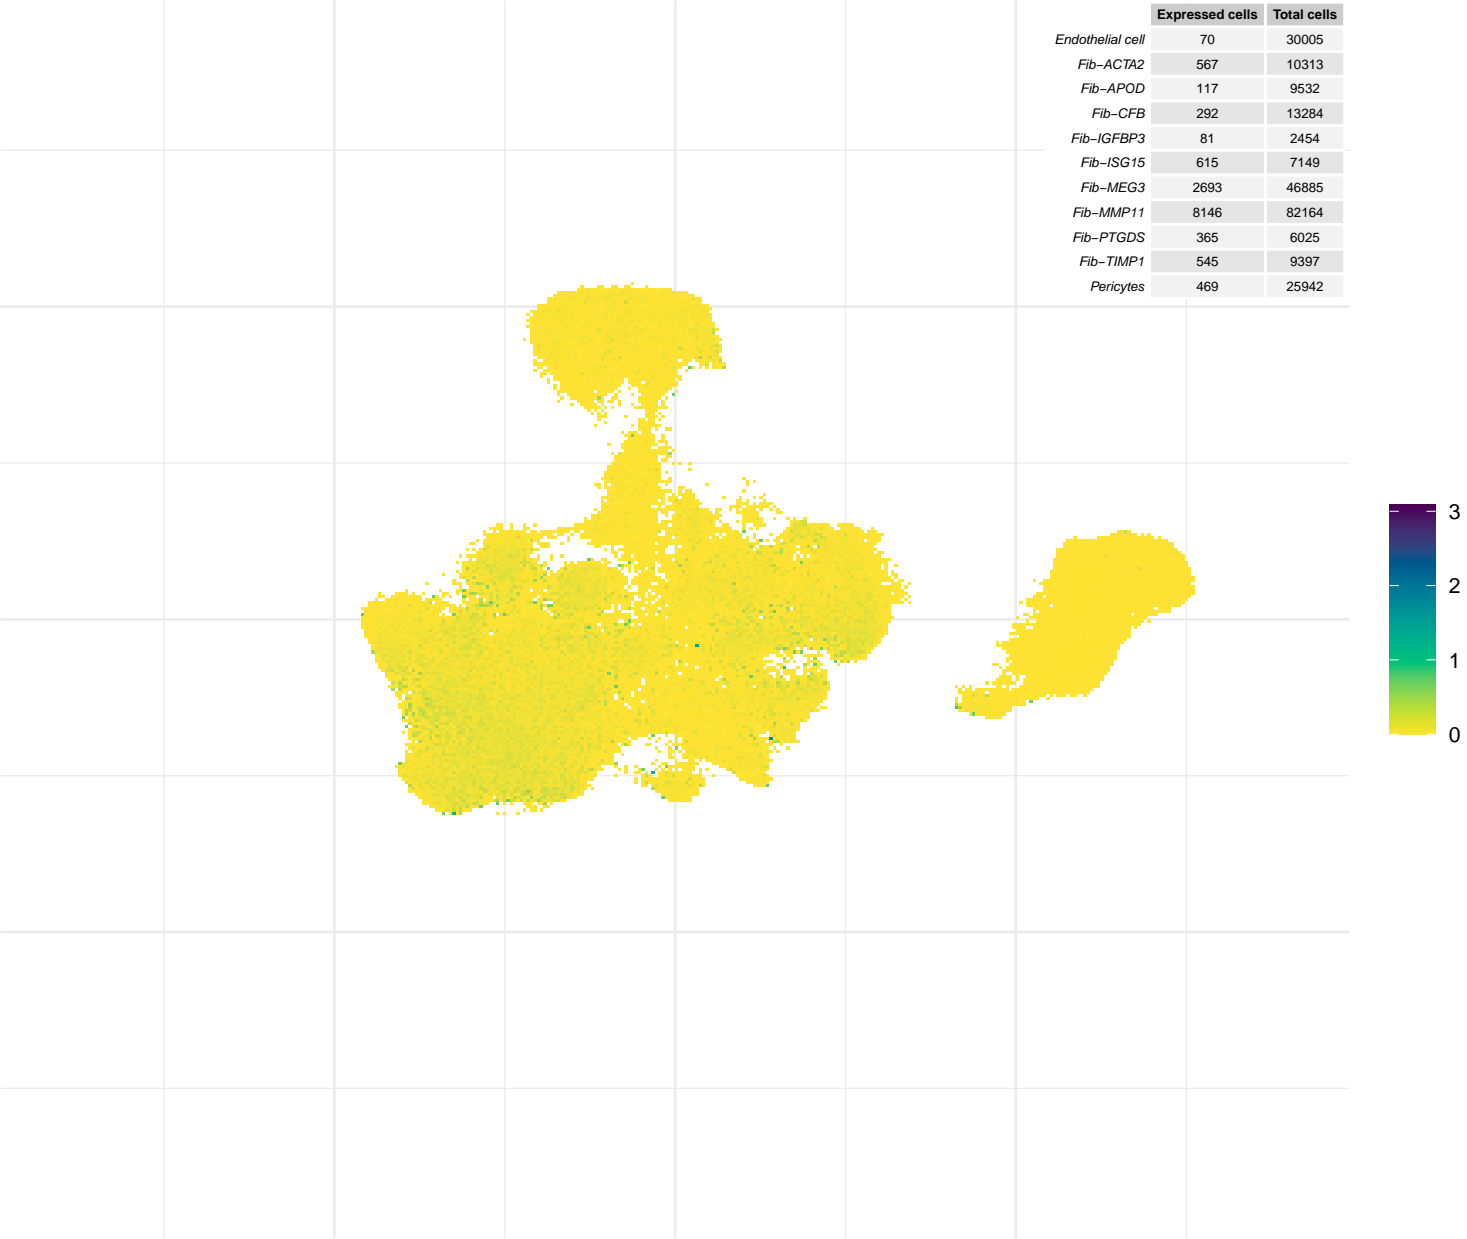 Expressed cells Total cells
Endothelial cell 70 30005
Fib−ACTA2 567 10313
Fib−APOD 117 9532
Fib−CFB 292 13284
Fib−IGFBP3 81 2454
Fib−ISG15 615 7149
Fib−MEG3 2693 46885
Fib−MMP11 8146 82164
Fib−PTGDS 365 6025
Fib−TIMP1 545 9397
Pericytes 469 25942
3
2
1
0